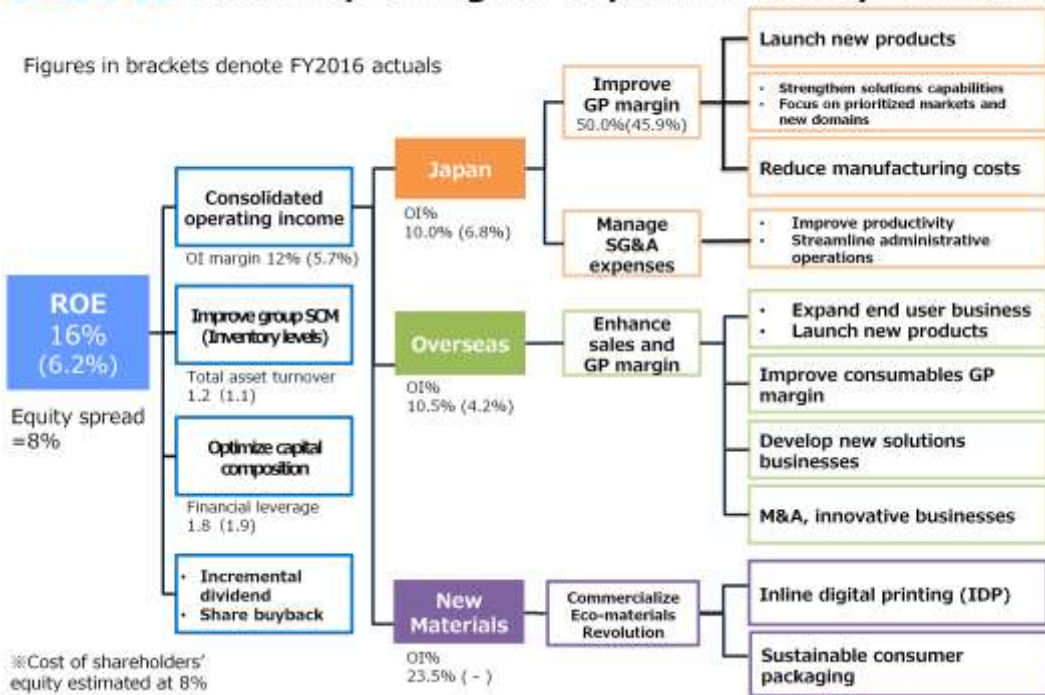 Figures in brackets denote FY2016 actuals
ROE
16%
(6.2%)
Equity spread
=8%
※Cost of shareholders'
equity estimated at 8%
Consolidated
operating income
OI margin 12% (5.7%)
Improve group SCM
(Inventory levels)
Total asset turnover
1.2 (1.1)
Optimize capital
composition
Financial leverage
1.8 (1.9)
• Incremental
dividend
• Share buyback
Japan
OI%
10.0% (6.8%)
Improve
GP margin
50.0%(45.9%)
Launch new products
• Strengthen solutions capabilities
• Focus on prioritized markets and
new domains
Reduce manufacturing costs
Manage
SG&A
expenses
• Improve productivity
• Streamline administrative
operations
Overseas
OI%
10.5% (4.2%)
Enhance
sales and
GP margin
• Expand end user business
• Launch new products
Improve consumables GP
margin
Develop new solutions
businesses
M&A, innovative businesses
New
Materials
OI%
23.5% ( - )
Commercialize
Eco-materials
Revolution
Inline digital printing (IDP)
Sustainable consumer
packaging